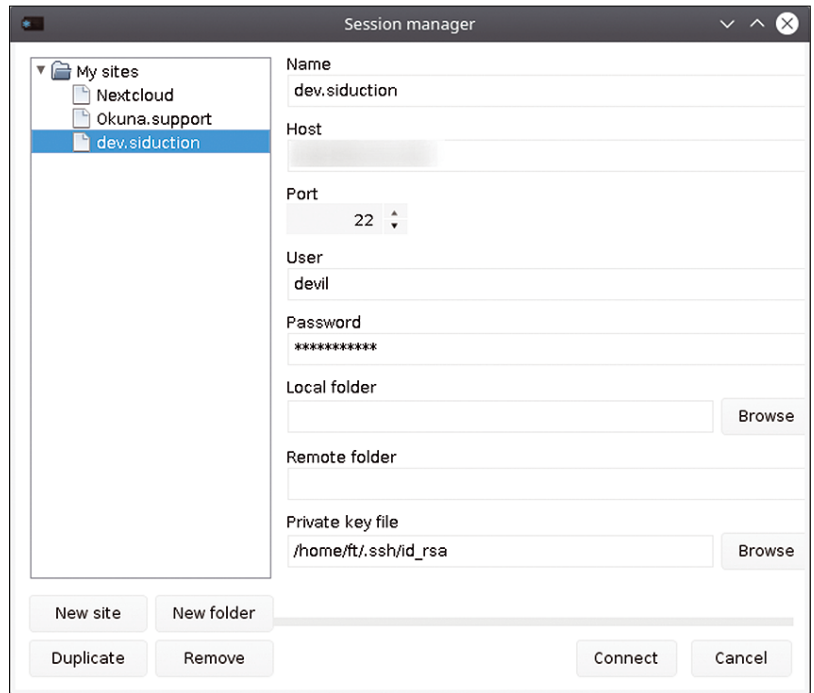 Session manager
My sites
Nextcloud
Okuna.support
dev.siduction
Name
dev.siduction
Host
Port
22
User
devil
Password
***********
Local folder
Browse
Remote folder
Private key file
/home/ft/.ssh/id_rsa
Browse
New site
New folder
Duplicate
Remove
Connect
Cancel